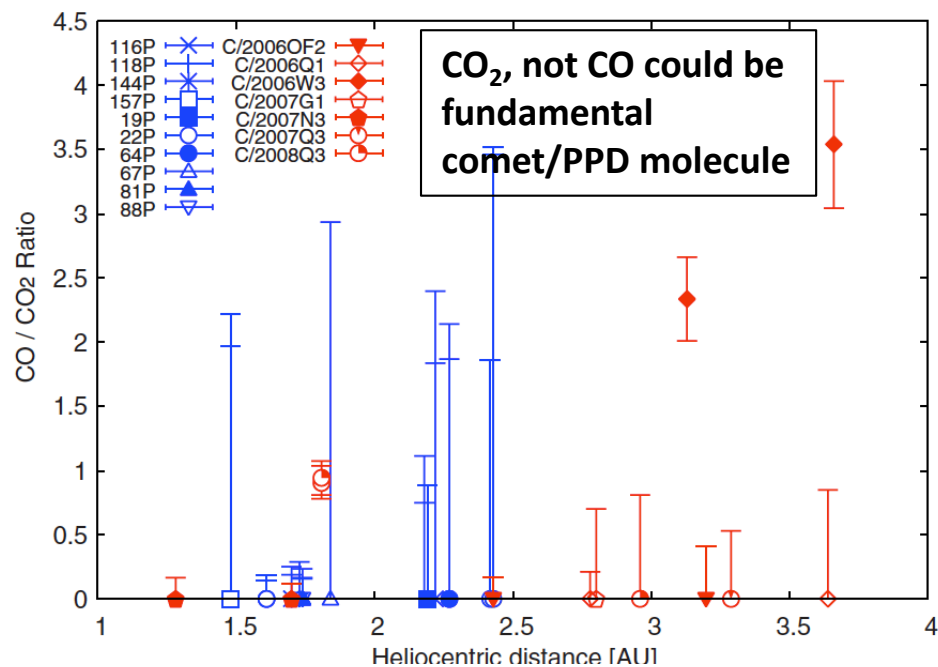 4.5
4
3.5
3
2.5
2
1.5
1
0.5
0
CO / CO2 Ratio
116P
118P
144P
157P
19P
22P
64P
67P
81P
88P
C/2006OF2
C/2006Q1
C/2006W3
C/2007G1
C/2007N3
C/2007Q3
C/2008Q3
CO₂, not CO could be
fundamental
comet/PPD molecule
1 1.5 2 2.5 3 3.5 4
Heliocentric distance [AU]